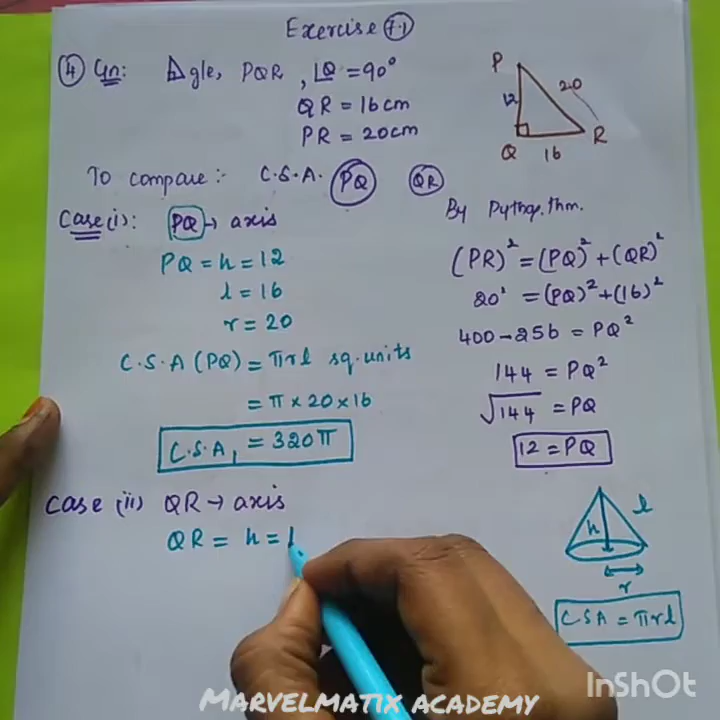 Exercise 7.1
④ Gn: ◺gle, PQR, ∟Q = 90°
QR = 16cm
PR = 20cm
P
12
20
Q
16
R
To compare:- C.S.A. PQ QR
Case(i): PQ → axis
PQ = h = 12
l = 16
r = 20
C.S.A (PQ) = πrl sq.units
= π × 20 × 16
C.S.A₁ = 320π
By Pythag. thm.
(PR)² = (PQ)² + (QR)²
20² = (PQ)² + (16)²
400 - 256 = PQ²
144 = PQ²
√144 = PQ
12 = PQ
Case (ii) QR → axis
QR = h = 1
h
l
r
CSA = πrl
InShOt
MARVELMATIX ACADEMY